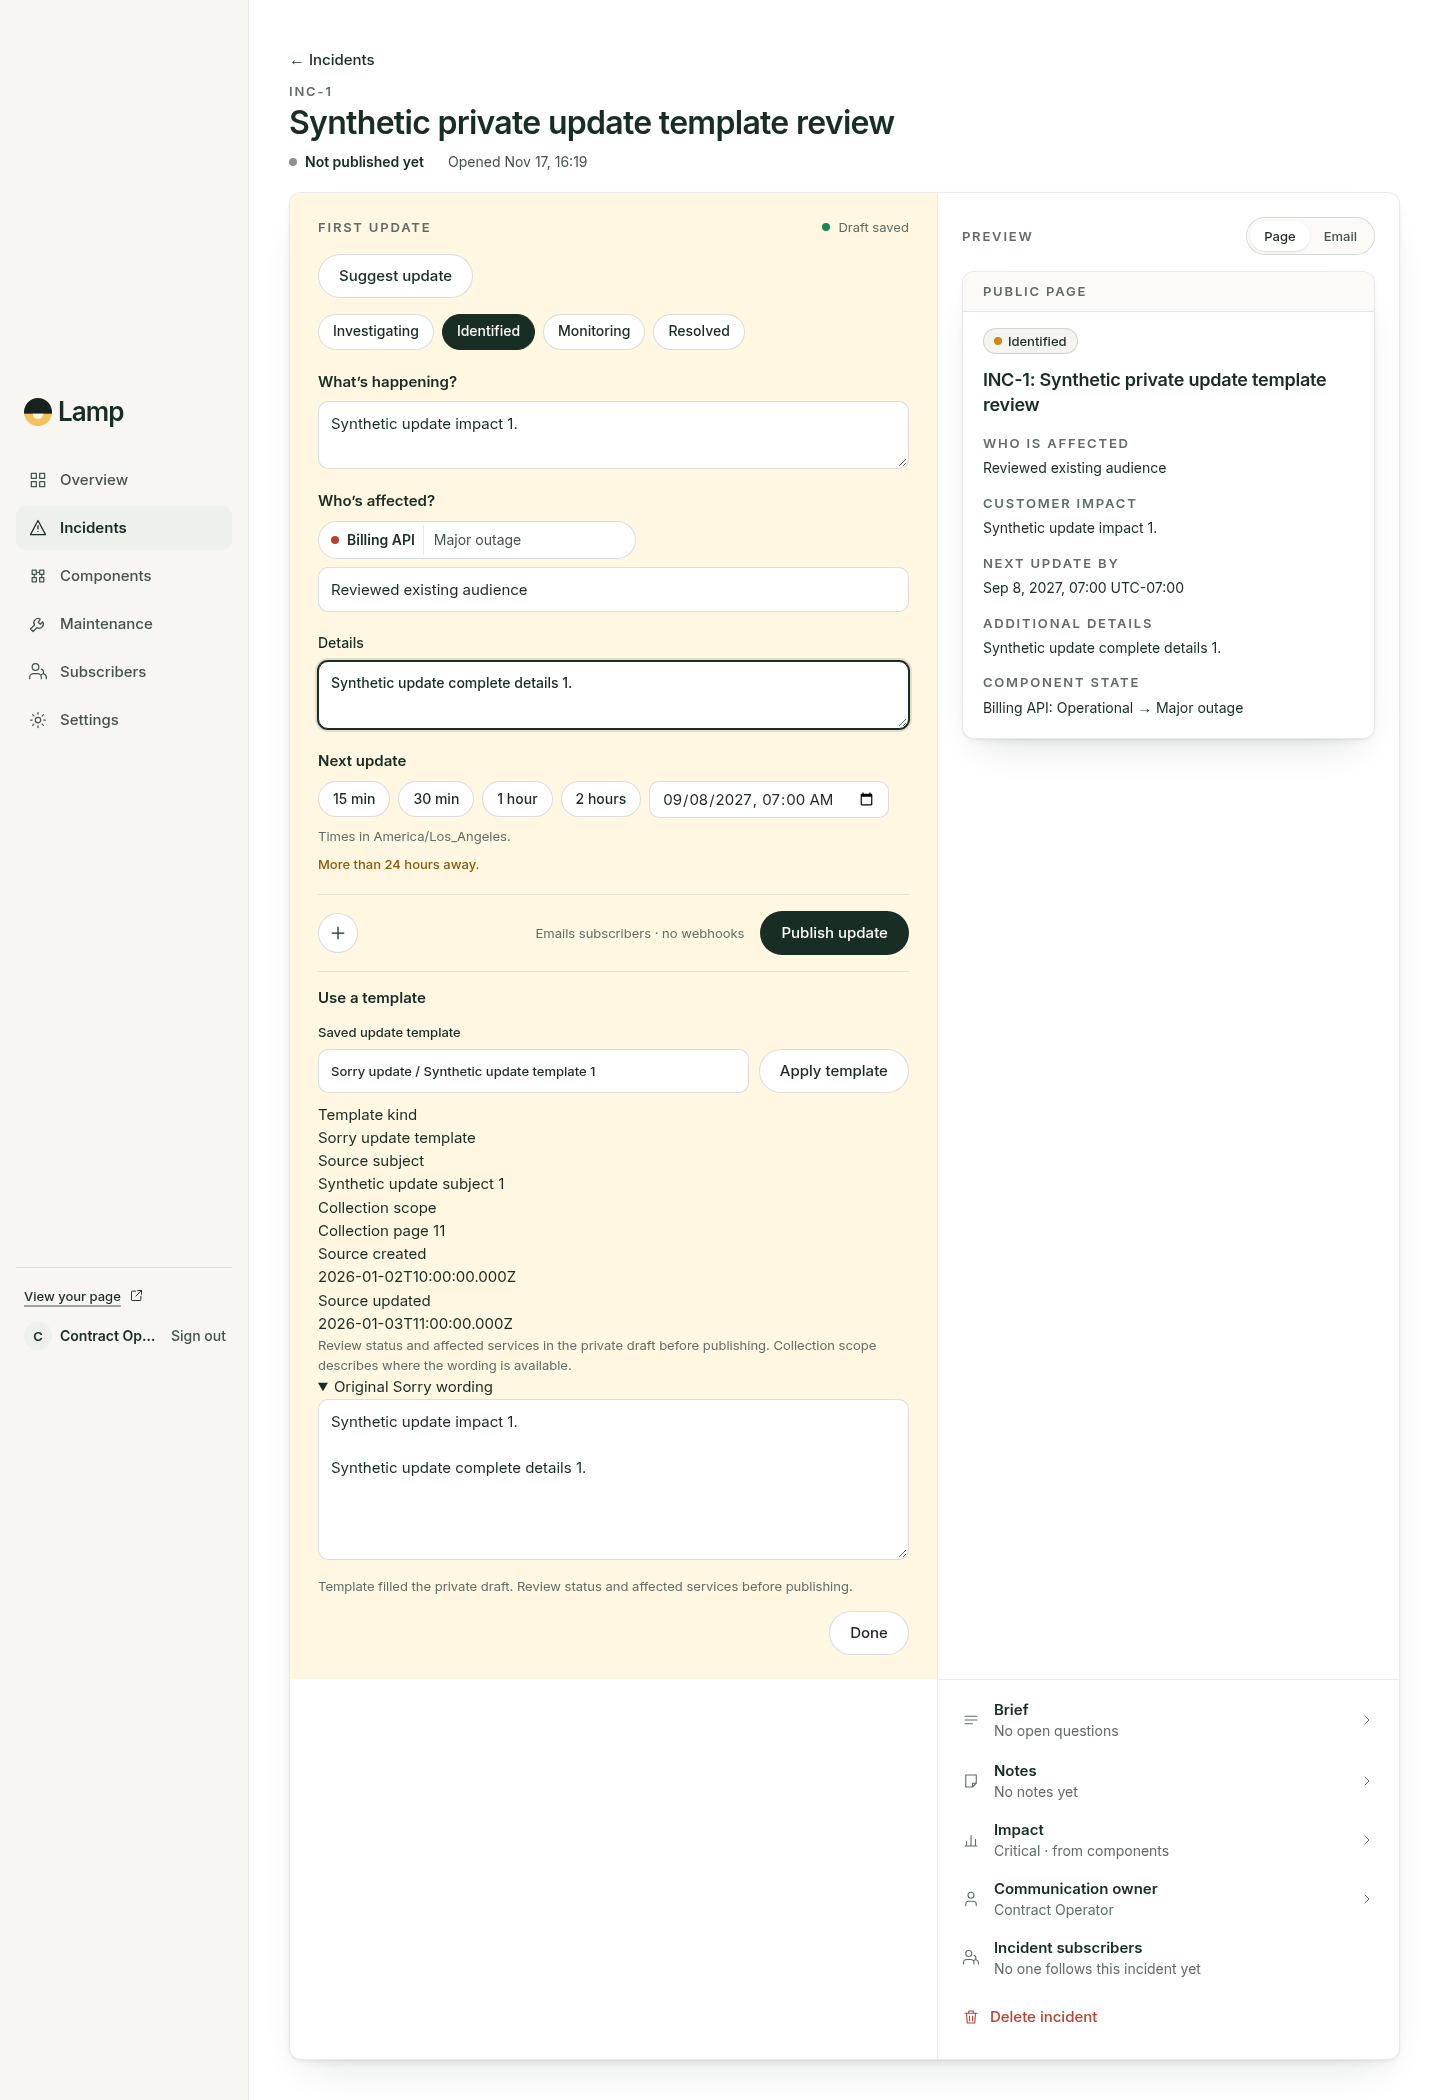 Lamp
Overview
Incidents
Components
Maintenance
Subscribers
Settings
View your page
C
Contract Op...
Sign out
← Incidents
INC-1
Synthetic private update template review
Not published yet
Opened Nov 17, 16:19
FIRST UPDATE
Draft saved
Suggest update
Investigating
Identified
Monitoring
Resolved
What's happening?
Synthetic update impact 1.
Who's affected?
Billing API
Major outage
Reviewed existing audience
Details
Synthetic update complete details 1.
Next update
15 min
30 min
1 hour
2 hours
09/08/2027, 07:00 AM
Times in America/Los_Angeles.
More than 24 hours away.
Emails subscribers · no webhooks
Publish update
Use a template
Saved update template
Sorry update / Synthetic update template 1
Apply template
Template kind
Sorry update template
Source subject
Synthetic update subject 1
Collection scope
Collection page 11
Source created
2026-01-02T10:00:00.000Z
Source updated
2026-01-03T11:00:00.000Z
Review status and affected services in the private draft before publishing. Collection scope
describes where the wording is available.
▼ Original Sorry wording
Synthetic update impact 1.
Synthetic update complete details 1.
Template filled the private draft. Review status and affected services before publishing.
Done
PREVIEW
Page
Email
PUBLIC PAGE
Identified
INC-1: Synthetic private update template
review
WHO IS AFFECTED
Reviewed existing audience
CUSTOMER IMPACT
Synthetic update impact 1.
NEXT UPDATE BY
Sep 8, 2027, 07:00 UTC-07:00
ADDITIONAL DETAILS
Synthetic update complete details 1.
COMPONENT STATE
Billing API: Operational → Major outage
Brief
No open questions
Notes
No notes yet
Impact
Critical · from components
Communication owner
Contract Operator
Incident subscribers
No one follows this incident yet
Delete incident